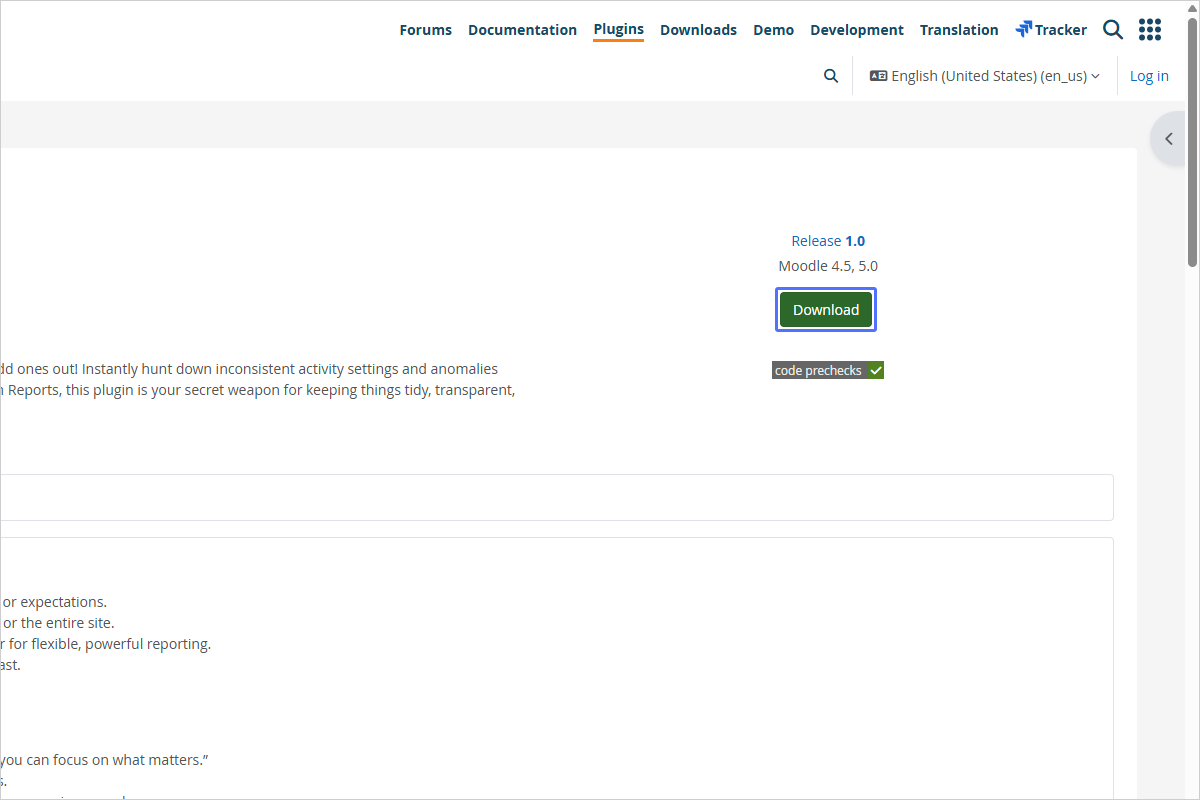 Forums Documentation Plugins Downloads Demo Development Translation Tracker
English (United States) (en_us) Log in
Release 1.0
Moodle 4.5, 5.0
Download
ones out! Instantly hunt down inconsistent activity settings and anomalies
Reports, this plugin is your secret weapon for keeping things tidy, transparent,
code prechecks
or expectations.
or the entire site.
for flexible, powerful reporting.
you can focus on what matters.”